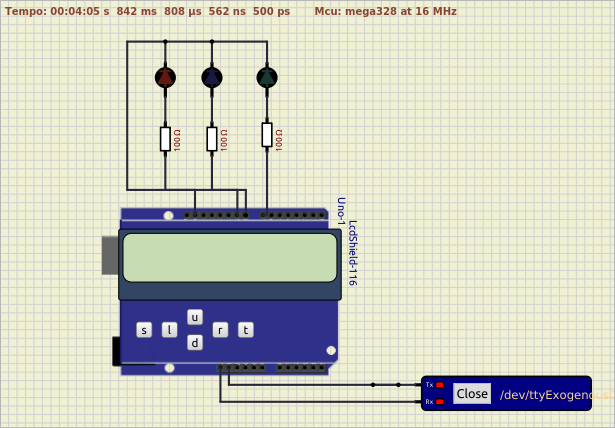 Tempo: 00:04:05 s 842 ms 808 µs 562 ns 500 ps Mcu: mega328 at 16 MHz
100Ω 100Ω 100Ω
Uno-1
LcdShield-116
u
s l r t
d
Tx
Rx
Close
/dev/ttyExogenous